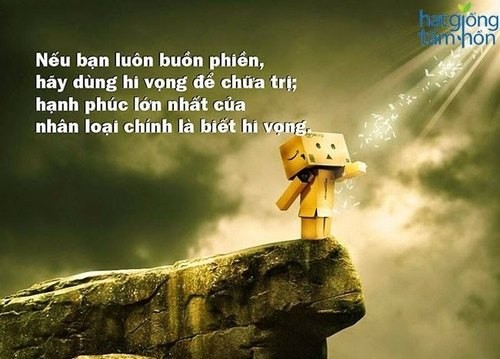 hạt giống
tâm hồn
Nếu bạn luôn buồn phiền,
hãy dùng hi vọng để chữa trị;
hạnh phúc lớn nhất của
nhân loại chính là biết hi vọng.